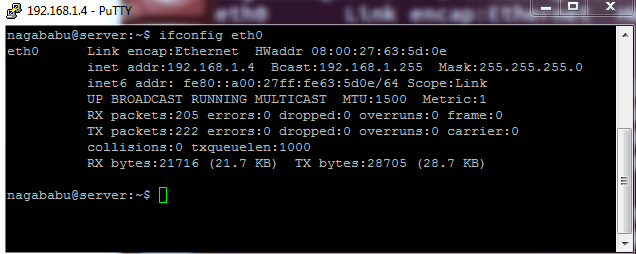 eth0 Link encap:Ethernet
192.168.1.4 - PuTTY
nagababu@server:~$ ifconfig eth0
eth0 Link encap:Ethernet HWaddr 08:00:27:63:5d:0e
inet addr:192.168.1.4 Bcast:192.168.1.255 Mask:255.255.255.0
inet6 addr: fe80::a00:27ff:fe63:5d0e/64 Scope:Link
UP BROADCAST RUNNING MULTICAST MTU:1500 Metric:1
RX packets:205 errors:0 dropped:0 overruns:0 frame:0
TX packets:222 errors:0 dropped:0 overruns:0 carrier:0
collisions:0 txqueuelen:1000
RX bytes:21716 (21.7 KB) TX bytes:28705 (28.7 KB)
nagababu@server:~$